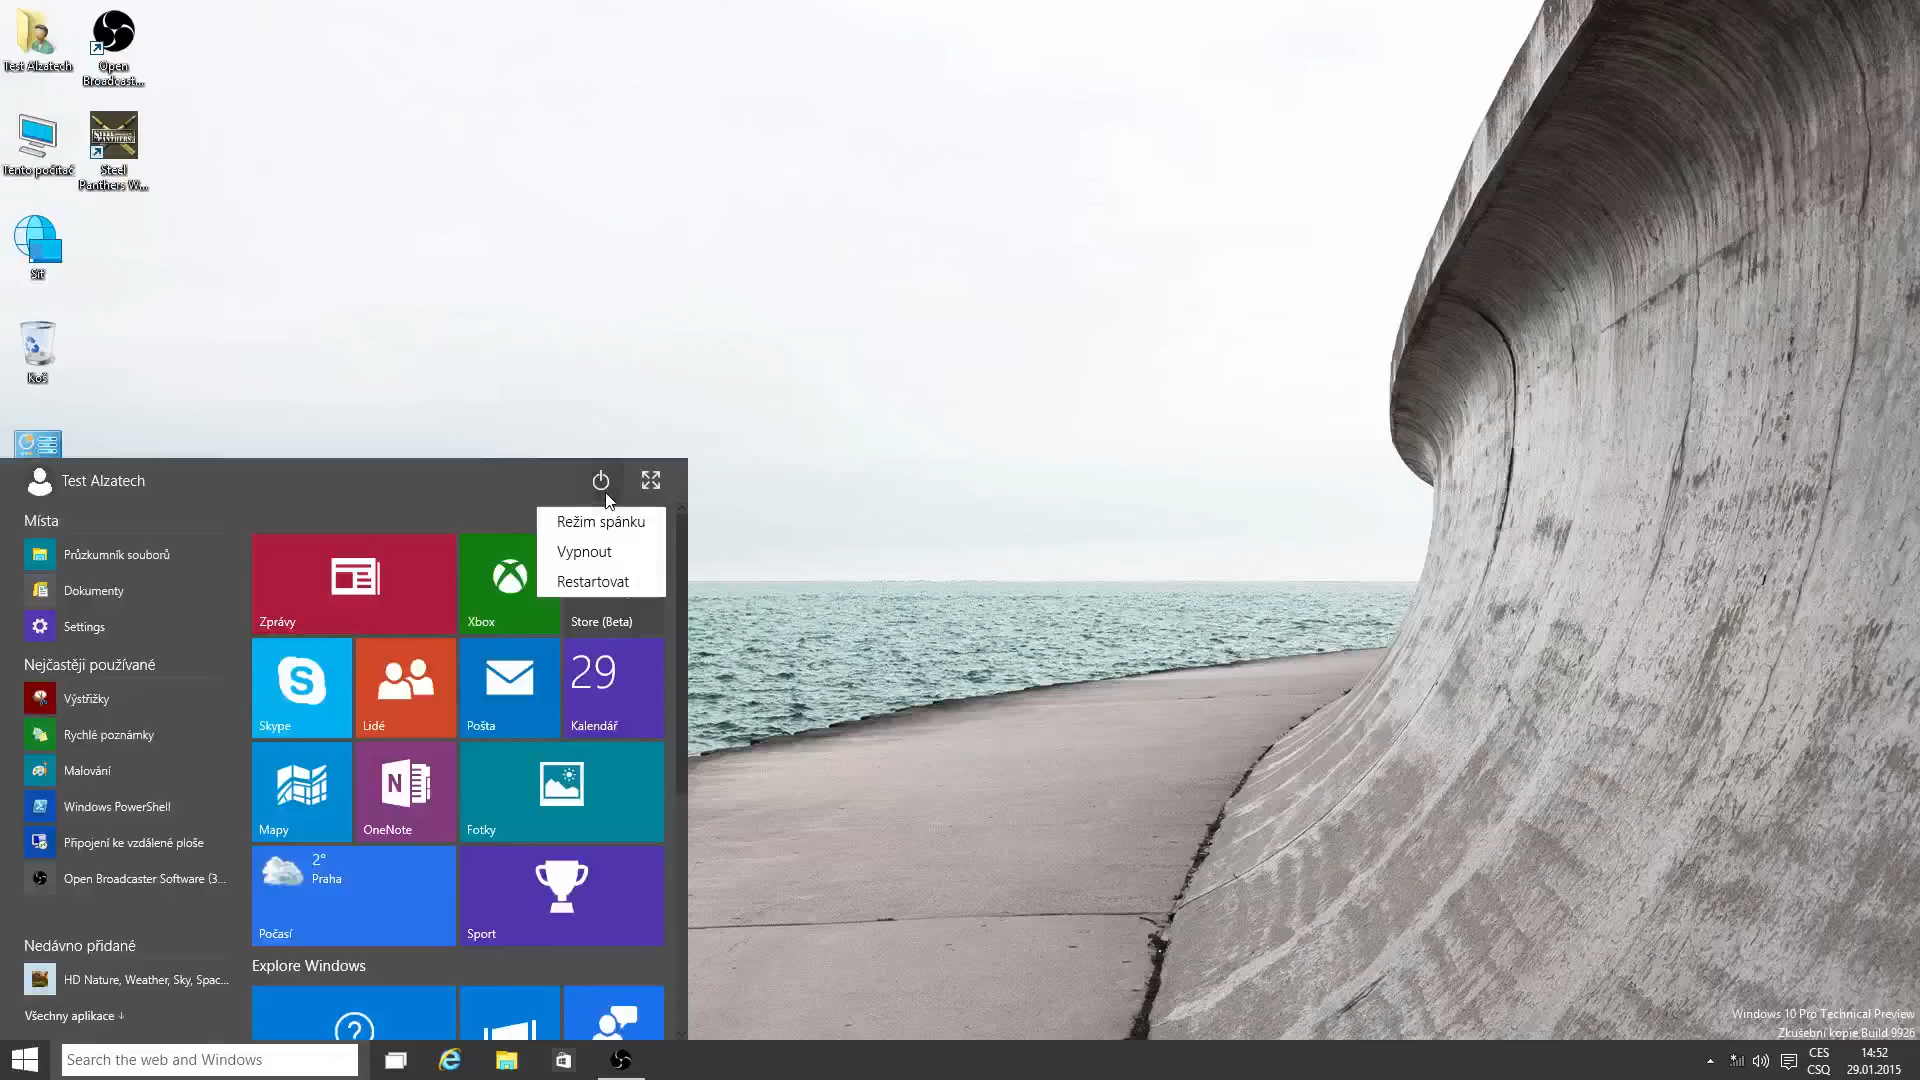 Test Alzatech
Open
Broadcast...
Tento počítač
Steel
Panthers W...
Síť
Koš
Test Alzatech
Místa
Průzkumník souborů
Dokumenty
Settings
Nejčastěji používané
Výstřižky
Rychlé poznámky
Malování
Windows PowerShell
Připojení ke vzdálené ploše
Open Broadcaster Software (3...
Nedávno přidané
HD Nature, Weather, Sky, Spac...
Všechny aplikace ↓
Režim spánku
Vypnout
Restartovat
Zprávy
Xbox
Store (Beta)
Skype
Lidé
Pošta
29
Kalendář
Mapy
N
OneNote
Fotky
2°
Praha
Počasí
Sport
Explore Windows
Search the web and Windows
Windows 10 Pro Technical Preview
Zkušební kopie Build 9926
CES
CSQ
14:52
29.01.2015